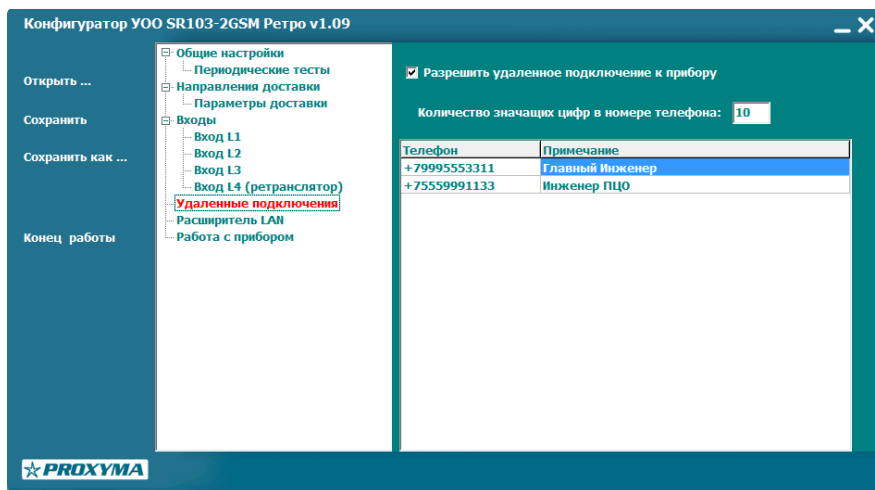 Конфигуратор УОО SR103-2GSM Ретро v1.09
Открыть ...
Сохранить
Сохранить как ...
Конец работы
Общие настройки
Периодические тесты
Направления доставки
Параметры доставки
Входы
Вход L1
Вход L2
Вход L3
Вход L4 (ретранслятор)
Удаленные подключения
Расширитель LAN
Работа с прибором
Разрешить удаленное подключение к прибору
Количество значащих цифр в номере телефона: 10
Телефон Примечание
+79995553311 Главный Инженер
+75559991133 Инженер ПЦО
PROXYMA